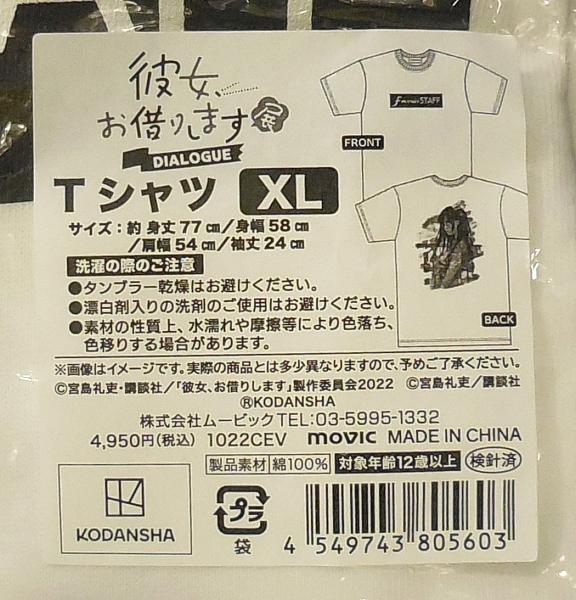 彼女、
お借りします展
DIALOGUE
Tシャツ XL
サイズ：約 身丈77㎝／身幅58㎝
／肩幅54㎝／袖丈24㎝
洗濯の際のご注意
●タンブラー乾燥はお避けください。
●漂白剤入りの洗剤のご使用はお避けください。
●素材の性質上、水濡れや摩擦等により色落ち、
色移りする場合があります。
STAFF
FRONT
BACK
※画像はイメージです。実際の商品とは多少異なりますので、予めご了承ください。
©宮島礼吏・講談社／「彼女、お借りします」製作委員会2022 ©宮島礼吏／講談社
ⓇKODANSHA
株式会社ムービックTEL：03-5995-1332
4,950円（税込） 1022CEV movic MADE IN CHINA
製品素材 綿100% 対象年齢12歳以上 検針済
KODANSHA
プラ
袋
4 549743 805603